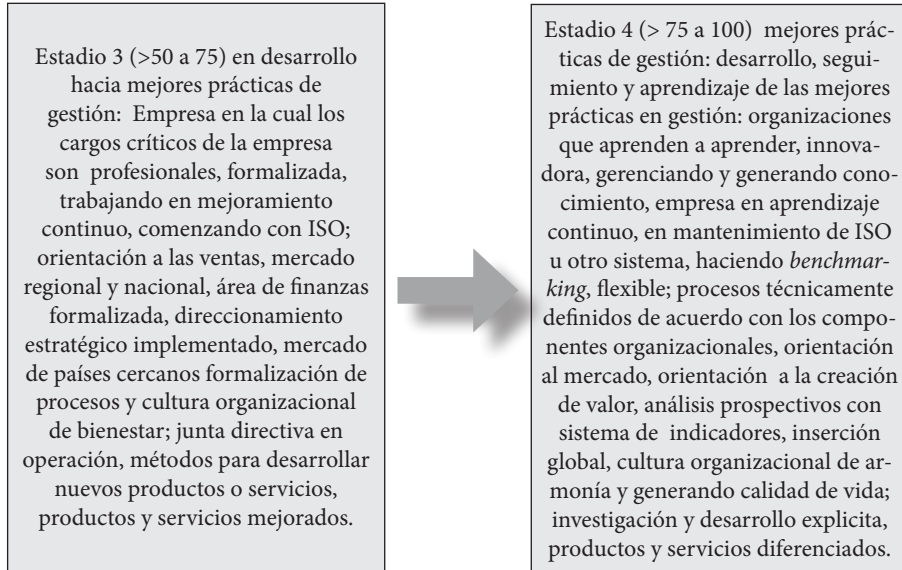 Estadio 3 (>50 a 75) en desarrollo
hacia mejores prácticas de
gestión: Empresa en la cual los
cargos críticos de la empresa
son profesionales, formalizada,
trabajando en mejoramiento
continuo, comenzando con ISO;
orientación a las ventas, mercado
regional y nacional, área de finanzas
formalizada, direccionamiento
estratégico implementado, mercado
de países cercanos formalización de
procesos y cultura organizacional
de bienestar; junta directiva en
operación, métodos para desarrollar
nuevos productos o servicios,
productos y servicios mejorados.
Estadio 4 (> 75 a 100) mejores prác-
ticas de gestión: desarrollo, segui-
miento y aprendizaje de las mejores
prácticas en gestión: organizaciones
que aprenden a aprender, innova-
dora, gerenciando y generando cono-
cimiento, empresa en aprendizaje
continuo, en mantenimiento de ISO
u otro sistema, haciendo benchmar-
king, flexible; procesos técnicamente
definidos de acuerdo con los compo-
nentes organizacionales, orientación
al mercado, orientación a la creación
de valor, análisis prospectivos con
sistema de indicadores, inserción
global, cultura organizacional de ar-
monía y generando calidad de vida;
investigación y desarrollo explicita,
productos y servicios diferenciados.